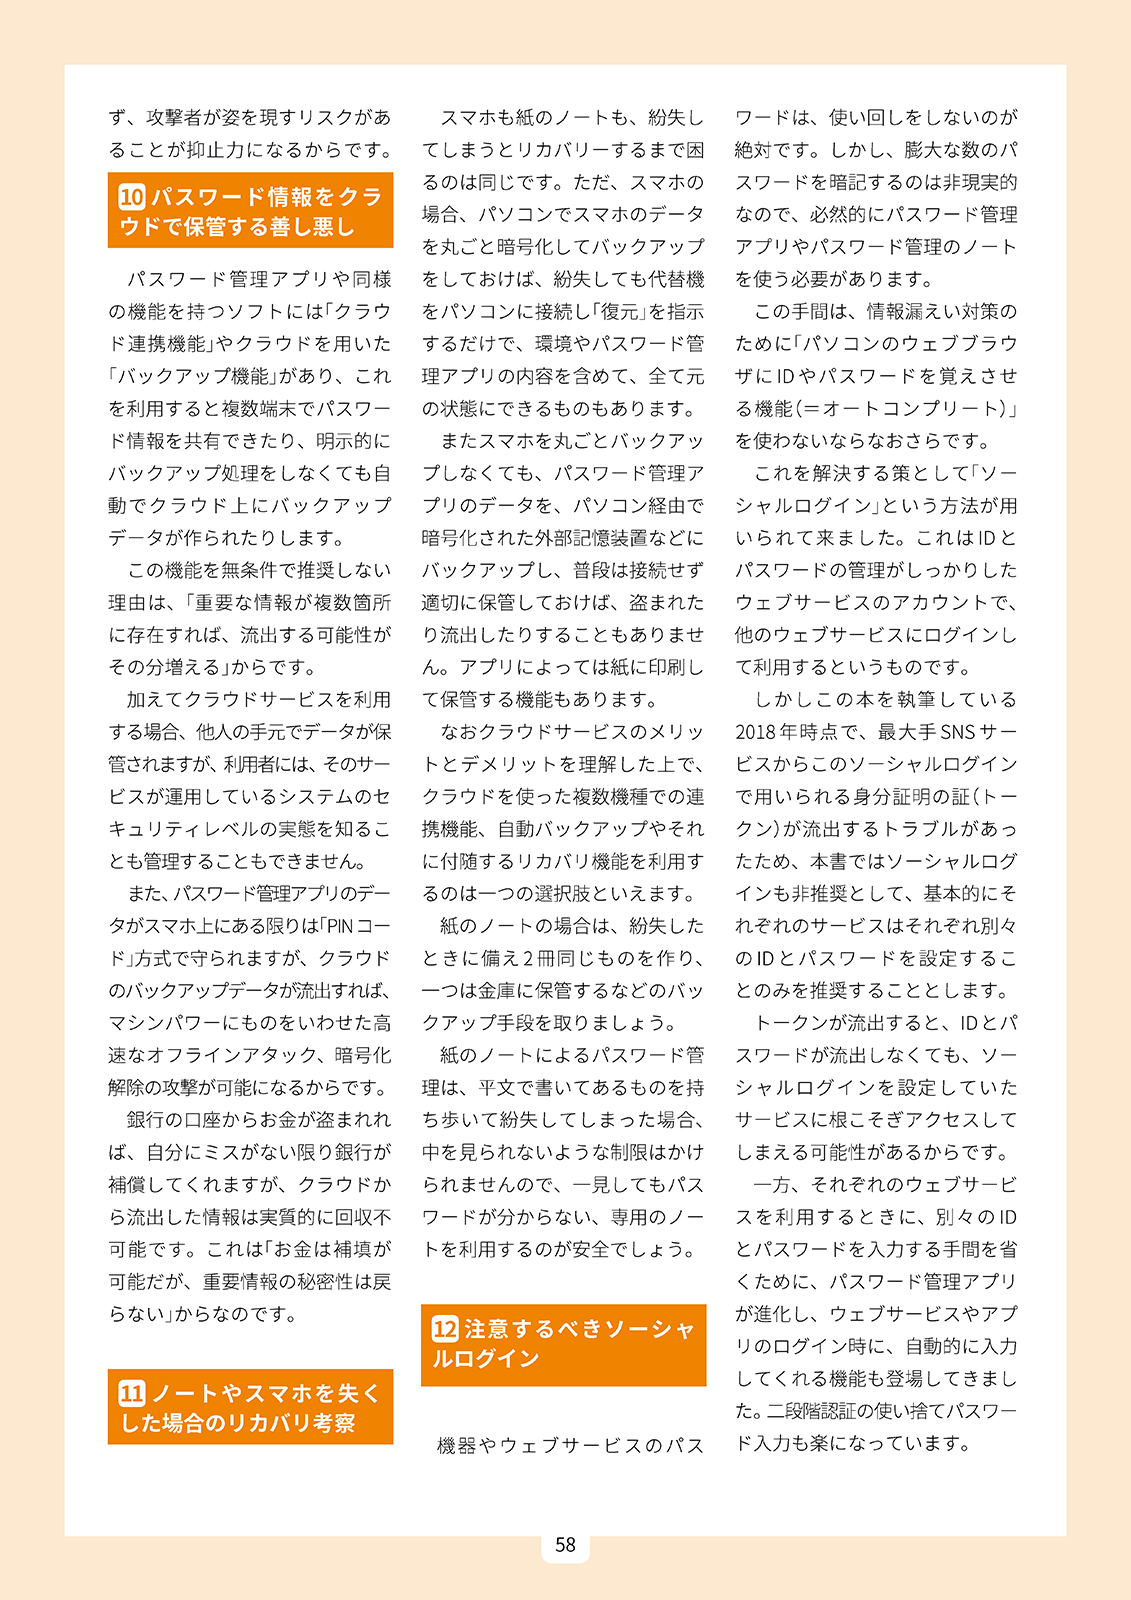 ず、攻撃者が姿を現すリスクがあ
ることが抑止力になるからです。
10 パスワード情報をクラ
ウドで保管する善し悪し
パスワード管理アプリや同様
の機能を持つソフトには「クラウ
ド連携機能」やクラウドを用いた
「バックアップ機能」があり、これ
を利用すると複数端末でパスワー
ド情報を共有できたり、明示的に
バックアップ処理をしなくても自
動でクラウド上にバックアップ
データが作られたりします。
この機能を無条件で推奨しない
理由は、「重要な情報が複数箇所
に存在すれば、流出する可能性が
その分増える」からです。
加えてクラウドサービスを利用
する場合、他人の手元でデータが保
管されますが、利用者には、そのサー
ビスが運用しているシステムのセ
キュリティレベルの実態を知るこ
とも管理することもできません。
また、パスワード管理アプリのデー
タがスマホ上にある限りは「PINコー
ド」方式で守られますが、クラウド
のバックアップデータが流出すれば、
マシンパワーにものをいわせた高
速なオフラインアタック、暗号化
解除の攻撃が可能になるからです。
銀行の口座からお金が盗まれれ
ば、自分にミスがない限り銀行が
補償してくれますが、クラウドか
ら流出した情報は実質的に回収不
可能です。これは「お金は補填が
可能だが、重要情報の秘密性は戻
らない」からなのです。
11 ノートやスマホを失く
した場合のリカバリ考察
スマホも紙のノートも、紛失し
てしまうとリカバリーするまで困
るのは同じです。ただ、スマホの
場合、パソコンでスマホのデータ
を丸ごと暗号化してバックアップ
をしておけば、紛失しても代替機
をパソコンに接続し「復元」を指示
するだけで、環境やパスワード管
理アプリの内容を含めて、全て元
の状態にできるものもあります。
またスマホを丸ごとバックアッ
プしなくても、パスワード管理ア
プリのデータを、パソコン経由で
暗号化された外部記憶装置などに
バックアップし、普段は接続せず
適切に保管しておけば、盗まれた
り流出したりすることもありませ
ん。アプリによっては紙に印刷し
て保管する機能もあります。
なおクラウドサービスのメリッ
トとデメリットを理解した上で、
クラウドを使った複数機種での連
携機能、自動バックアップやそれ
に付随するリカバリ機能を利用す
るのは一つの選択肢といえます。
紙のノートの場合は、紛失した
ときに備え2冊同じものを作り、
一つは金庫に保管するなどのバッ
クアップ手段を取りましょう。
紙のノートによるパスワード管
理は、平文で書いてあるものを持
ち歩いて紛失してしまった場合、
中を見られないような制限はかけ
られませんので、一見してもパス
ワードが分からない、専用のノー
トを利用するのが安全でしょう。
12 注意するべきソーシャ
ルログイン
機器やウェブサービスのパス
ワードは、使い回しをしないのが
絶対です。しかし、膨大な数のパ
スワードを暗記するのは非現実的
なので、必然的にパスワード管理
アプリやパスワード管理のノート
を使う必要があります。
この手間は、情報漏えい対策の
ために「パソコンのウェブブラウ
ザにIDやパスワードを覚えさせ
る機能（＝オートコンプリート）」
を使わないならなおさらです。
これを解決する策として「ソー
シャルログイン」という方法が用
いられて来ました。これはIDと
パスワードの管理がしっかりした
ウェブサービスのアカウントで、
他のウェブサービスにログインし
て利用するというものです。
しかしこの本を執筆している
2018年時点で、最大手SNSサー
ビスからこのソーシャルログイン
で用いられる身分証明の証（トー
クン）が流出するトラブルがあっ
たため、本書ではソーシャルログ
インも非推奨として、基本的にそ
れぞれのサービスはそれぞれ別々
のIDとパスワードを設定するこ
とのみを推奨することとします。
トークンが流出すると、IDとパ
スワードが流出しなくても、ソー
シャルログインを設定していた
サービスに根こそぎアクセスして
しまえる可能性があるからです。
一方、それぞれのウェブサービ
スを利用するときに、別々のID
とパスワードを入力する手間を省
くために、パスワード管理アプリ
が進化し、ウェブサービスやアプ
リのログイン時に、自動的に入力
してくれる機能も登場してきまし
た。二段階認証の使い捨てパスワー
ド入力も楽になっています。
58